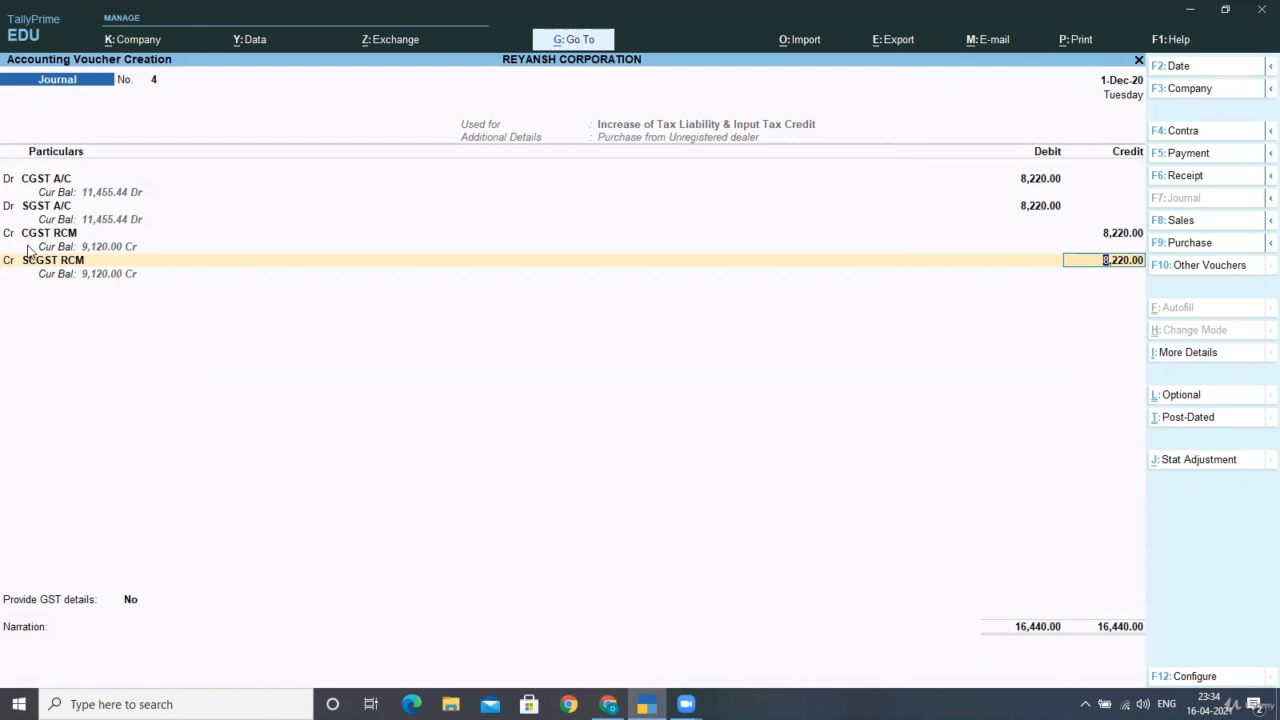 TallyPrime
EDU
MANAGE
K: Company Y: Data Z: Exchange G: Go To O: Import E: Export M: E-mail P: Print F1: Help
Accounting Voucher Creation REYANSH CORPORATION
Journal No. 4 1-Dec-20
Tuesday
Used for : Increase of Tax Liability & Input Tax Credit
Additional Details : Purchase from Unregistered dealer
Particulars Debit Credit
Dr CGST A/C 8,220.00
Cur Bal: 11,455.44 Dr
Dr SGST A/C 8,220.00
Cur Bal: 11,455.44 Dr
Cr CGST RCM 8,220.00
Cur Bal: 9,120.00 Cr
Cr SCGST RCM 8,220.00
Cur Bal: 9,120.00 Cr
Provide GST details: No
Narration: 16,440.00 16,440.00
F2: Date
F3: Company
F4: Contra
F5: Payment
F6: Receipt
F7: Journal
F8: Sales
F9: Purchase
F10: Other Vouchers
F: Autofill
H: Change Mode
I: More Details
L: Optional
T: Post-Dated
J: Stat Adjustment
F12: Configure
Type here to search ENG 23:34
16-04-2021